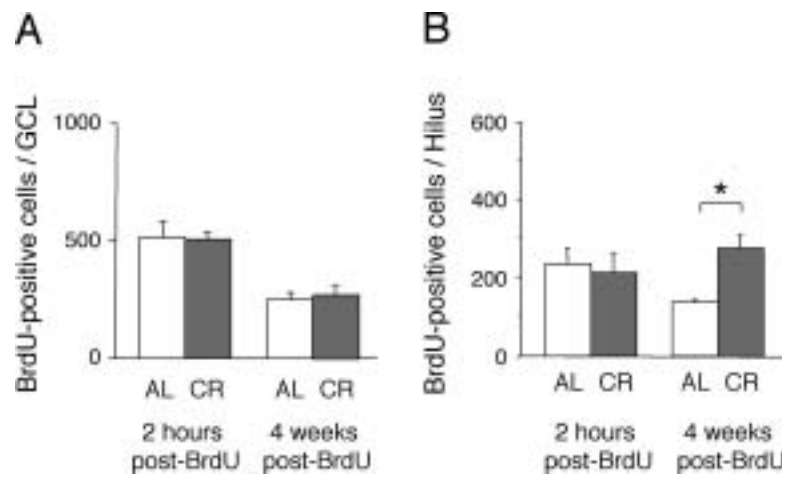 A
BrdU-positive cells / GCL
1000
500
0
AL CR AL CR
2 hours post-BrdU
4 weeks post-BrdU
B
BrdU-positive cells / Hilus
600
400
200
0
*
AL CR AL CR
2 hours post-BrdU
4 weeks post-BrdU